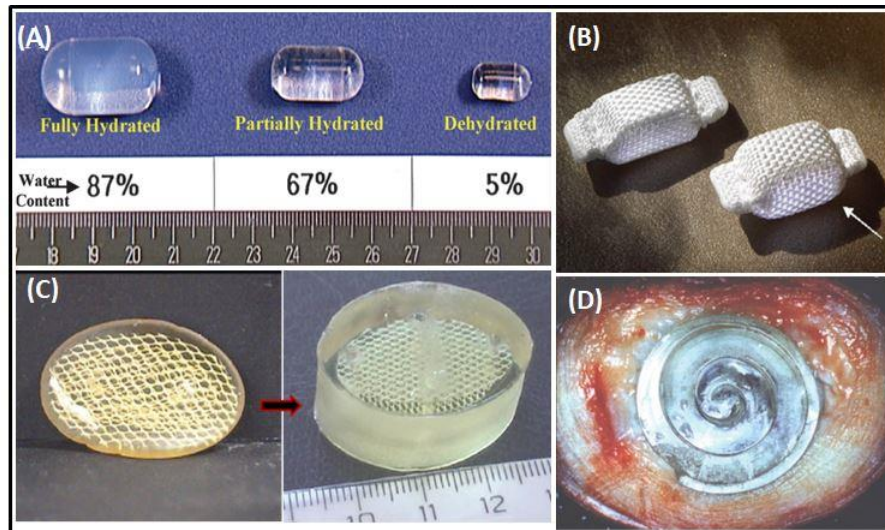 (A)
Fully Hydrated Partially Hydrated Dehydrated
Water Content 87% 67% 5%
18 19 20 21 22 23 24 25 26 27 28 29 30
(B)
(C)
10 11 12
(D)